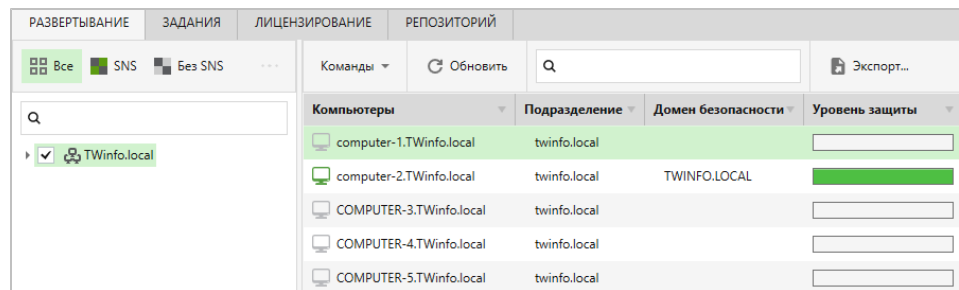 РАЗВЕРТЫВАНИЕ ЗАДАНИЯ ЛИЦЕНЗИРОВАНИЕ РЕПОЗИТОРИЙ
Все SNS Без SNS ...
Команды Обновить Экспорт...
Компьютеры Подразделение Домен безопасности Уровень защиты
TWinfo.local
computer-1.TWinfo.local twinfo.local
computer-2.TWinfo.local twinfo.local TWINFO.LOCAL
COMPUTER-3.TWinfo.local twinfo.local
COMPUTER-4.TWinfo.local twinfo.local
COMPUTER-5.TWinfo.local twinfo.local